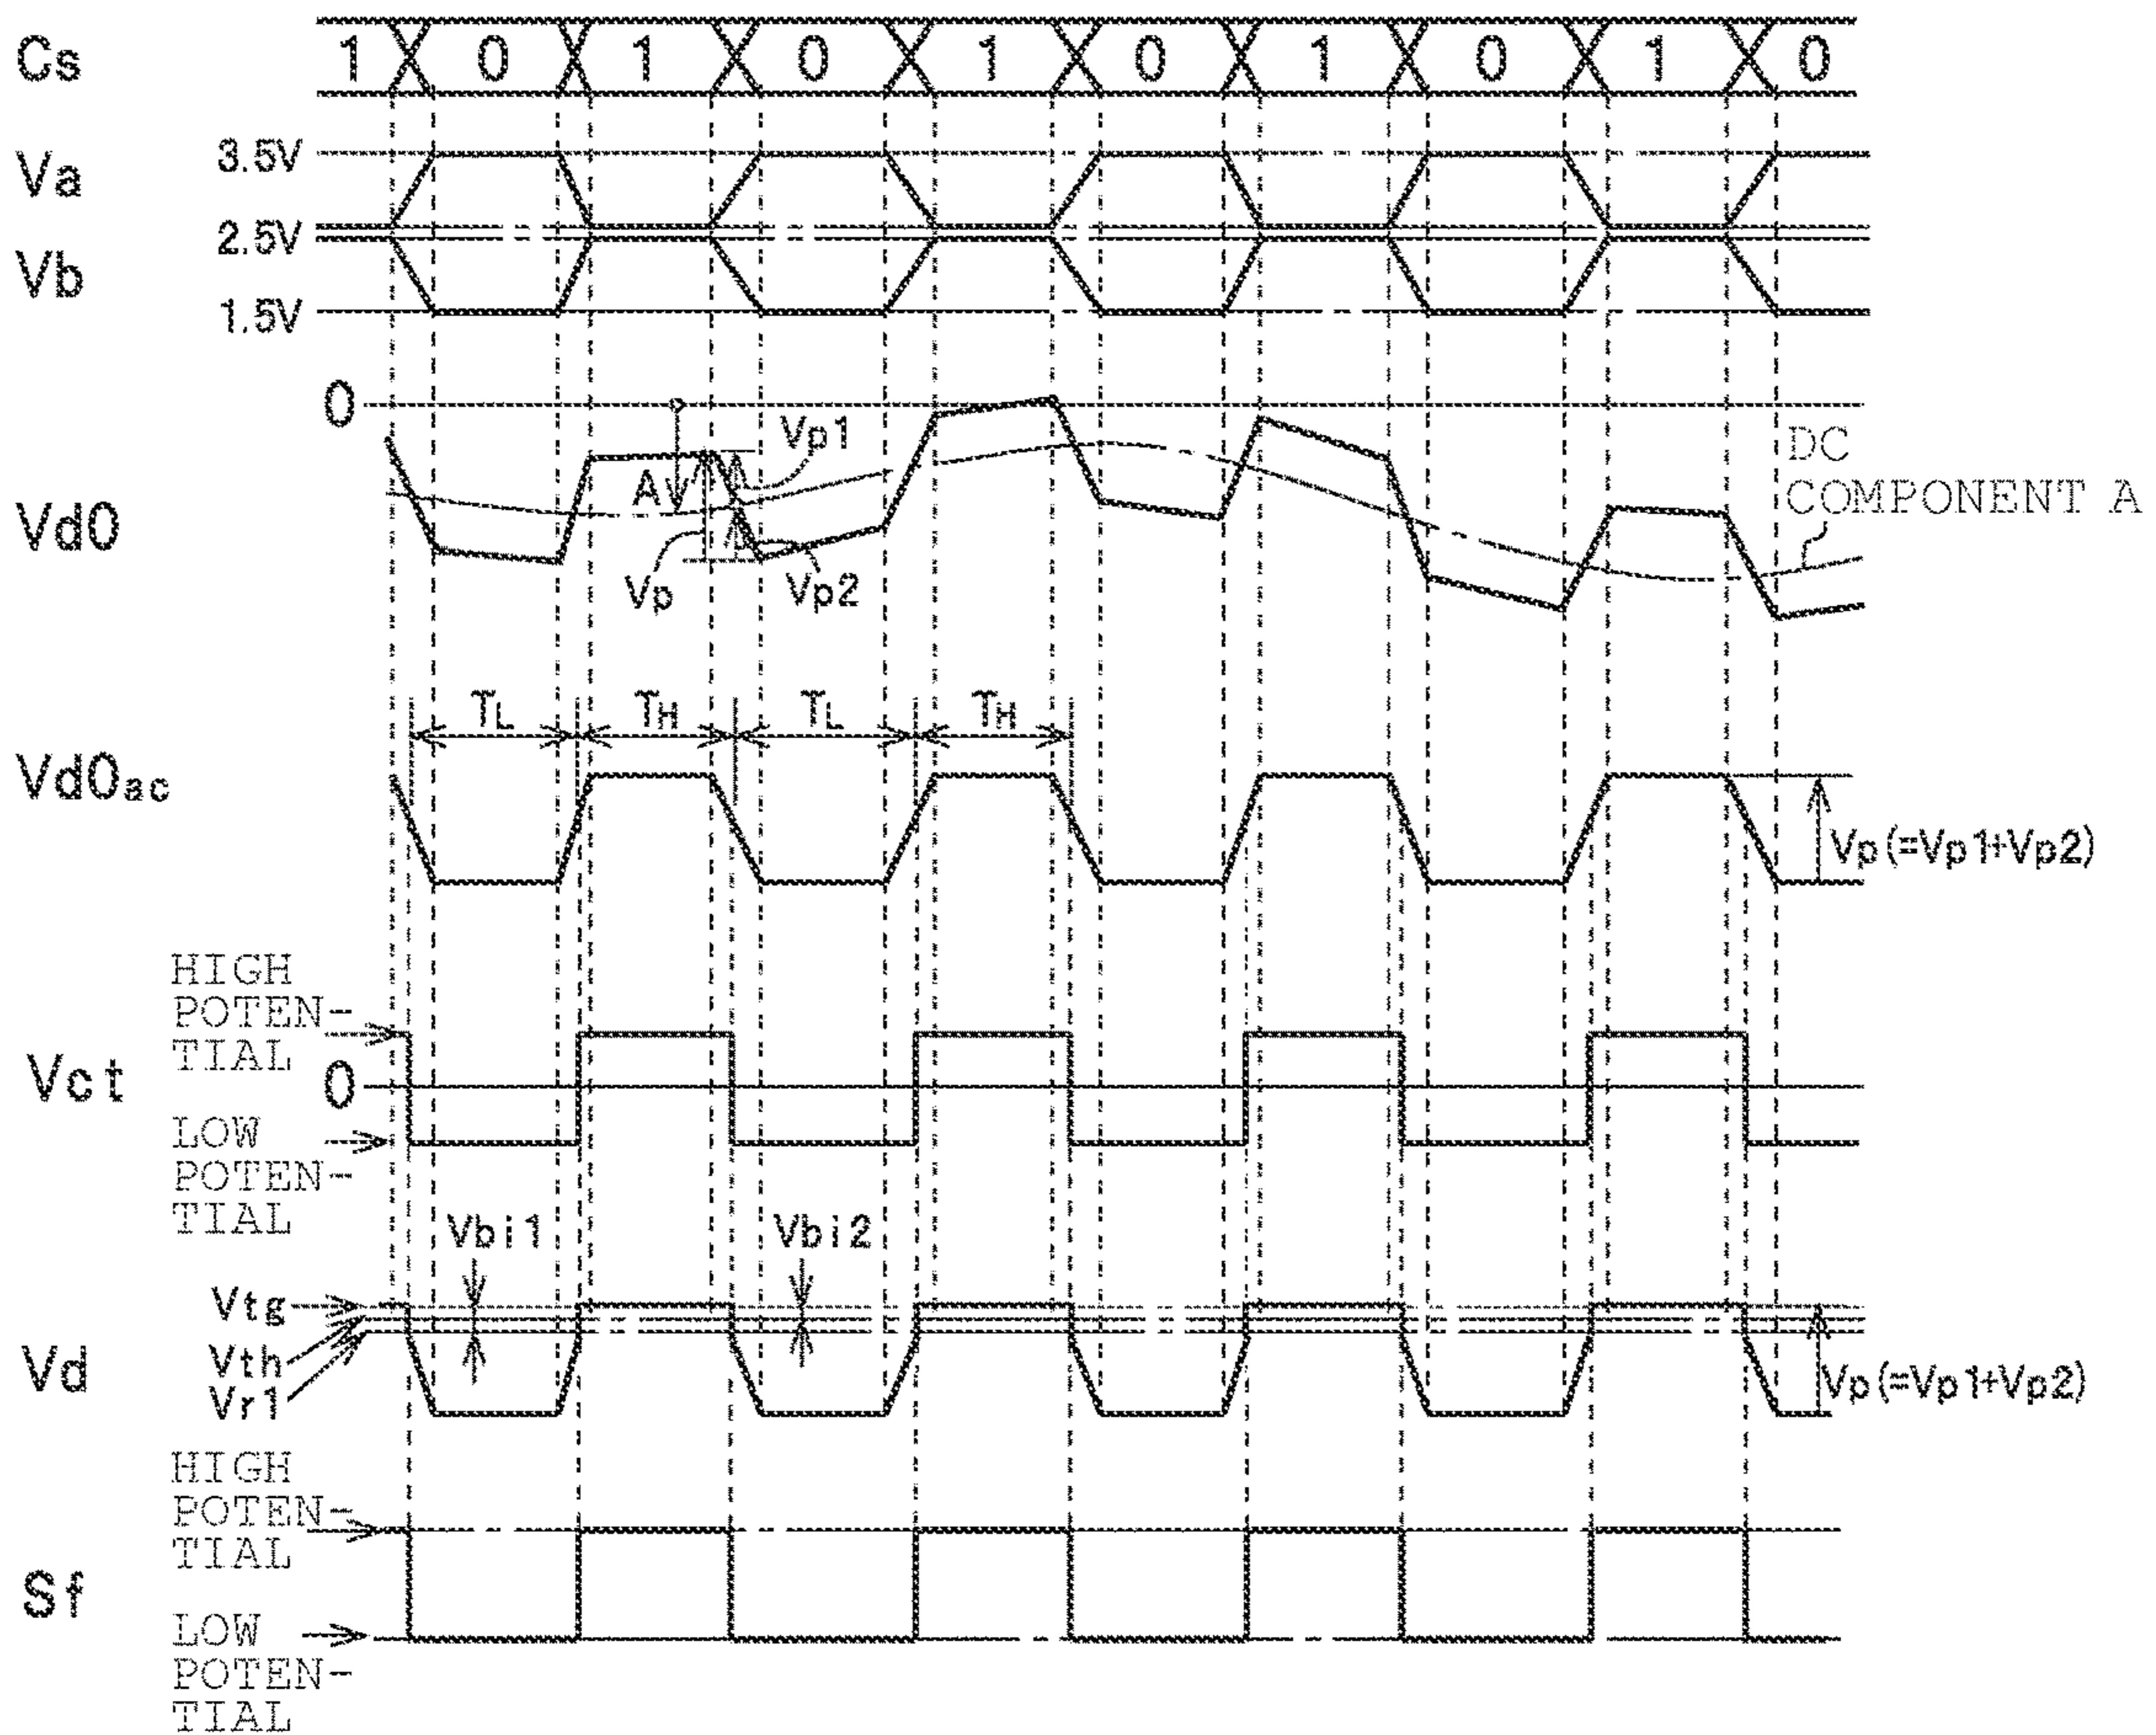 Cs 1 0 1 0 1 0 1 0 1 0
3.5V
Va
2.5V
Vb
1.5V
0
Vp1
DC
COMPONENT A
A
Vd0
Vp
Vp2
TL TH TL TH
Vd0ac
Vp(=Vp1+Vp2)
HIGH
POTEN-
TIAL
Vct
0
LOW
POTEN-
TIAL
Vbi1
Vbi2
Vtg
Vth
Vd
Vr1
Vp(=Vp1+Vp2)
HIGH
POTEN-
TIAL
Sf
LOW
POTEN-
TIAL